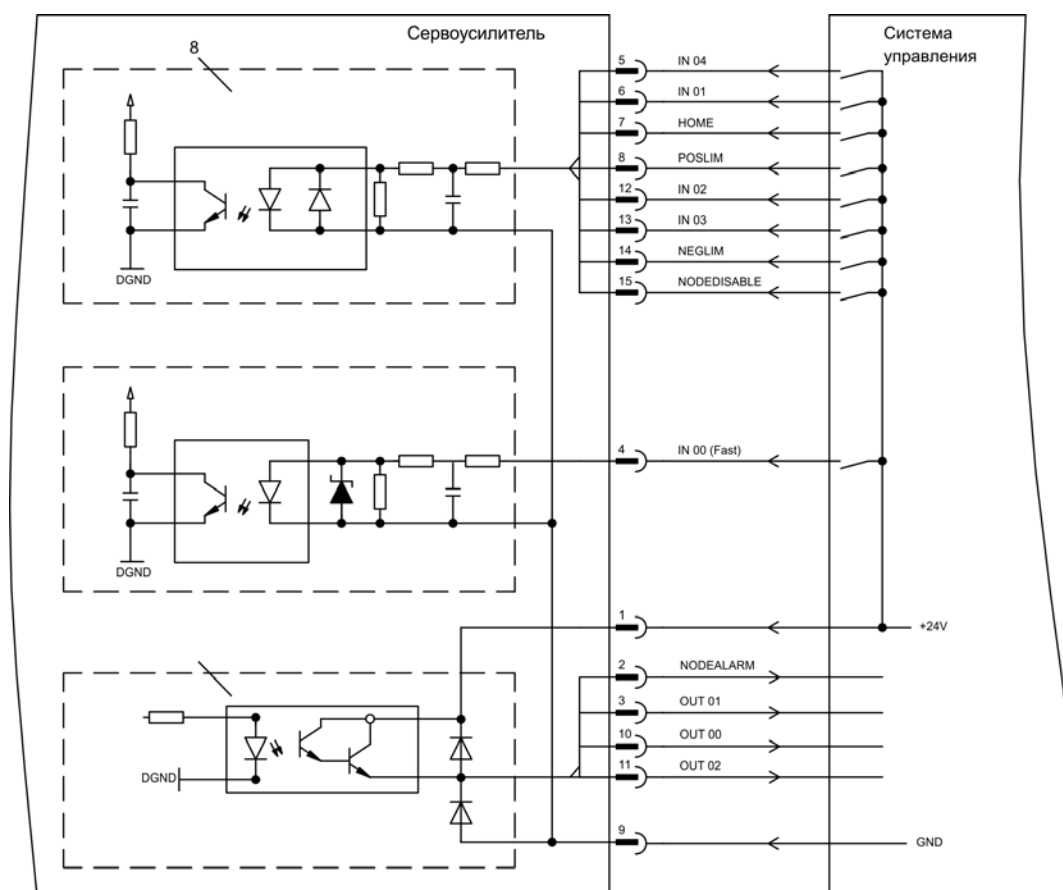 Сервоусилитель
Система
управления
8
5 IN 04
6 IN 01
7 HOME
8 POSLIM
12 IN 02
13 IN 03
14 NEGLIM
15 NODEDISABLE
DGND
4 IN 00 (Fast)
DGND
1 +24V
2 NODEALARM
3 OUT 01
10 OUT 00
11 OUT 02
DGND
9 GND